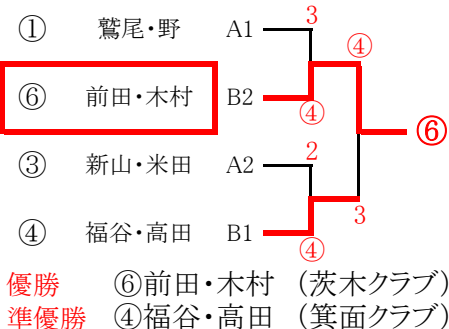 3
① 鷲尾・野 A1
④
⑥ 前田・木村 B2
④
⑥
2
③ 新山・米田 A2
3
④ 福谷・高田 B1
④
優勝 ⑥前田・木村 (茨木クラブ)
準優勝 ④福谷・高田 (箕面クラブ)